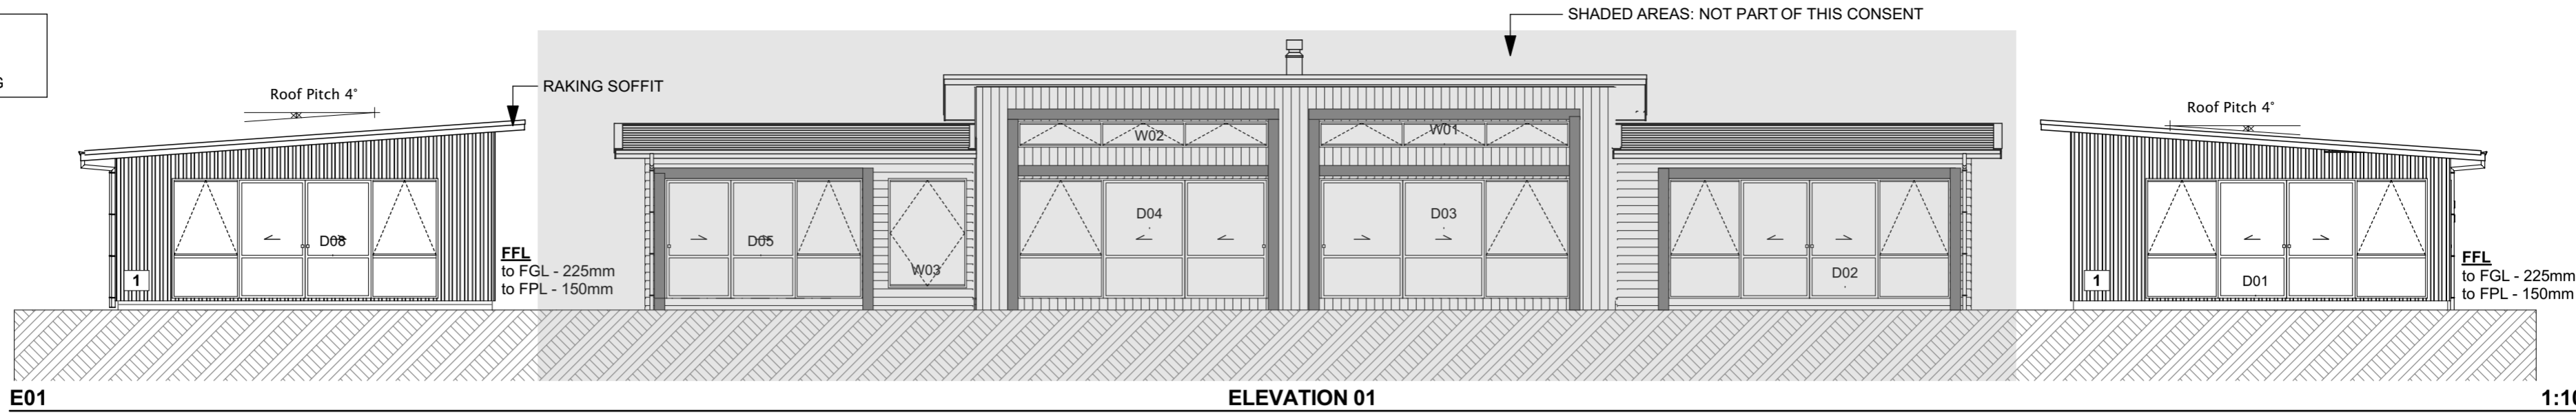 SHADED AREAS: NOT PART OF THIS CONSENT
G
RAKING SOFFIT
Roof Pitch 4°
Roof Pitch 4°
W02
W01
D04
D03
D08
D05
W03
D02
D01
1
1
FFL
to FGL - 225mm
to FPL - 150mm
FFL
to FGL - 225mm
to FPL - 150mm
E01
ELEVATION 01
1:10